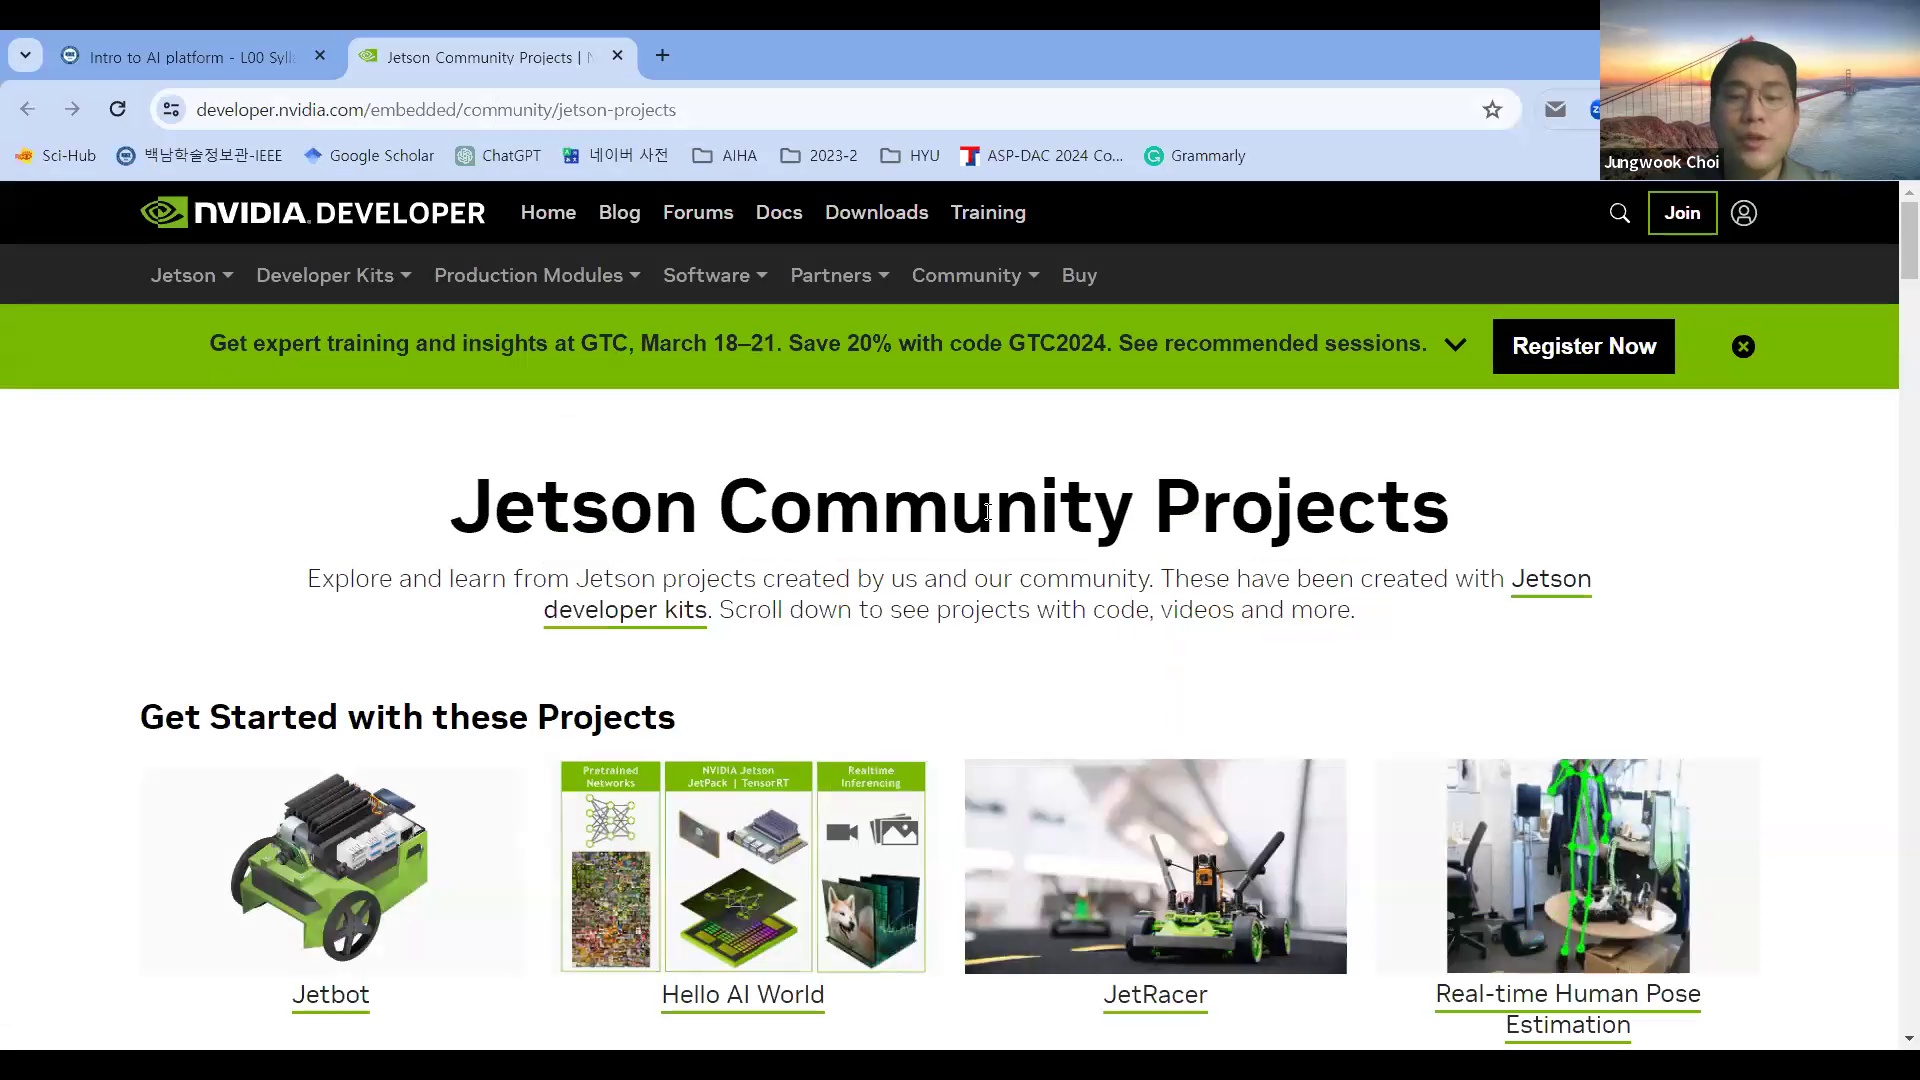 Intro to AI platform - L00 Syll
Jetson Community Projects | N
developer.nvidia.com/embedded/community/jetson-projects
Sci-Hub
백남학술정보관-IEEE
Google Scholar
ChatGPT
네이버 사전
AIHA
2023-2
HYU
ASP-DAC 2024 Co...
Grammarly
Jungwook Choi
NVIDIA. DEVELOPER
Home Blog Forums Docs Downloads Training
Join
Jetson Developer Kits Production Modules Software Partners Community Buy
Get expert training and insights at GTC, March 18–21. Save 20% with code GTC2024. See recommended sessions.
Register Now
Jetson Community Projects
Explore and learn from Jetson projects created by us and our community. These have been created with Jetson
developer kits. Scroll down to see projects with code, videos and more.
Get Started with these Projects
Pretrained
Networks
NVIDIA Jetson
JetPack | TensorRT
Realtime
Inferencing
Jetbot
Hello AI World
JetRacer
Real-time Human Pose
Estimation